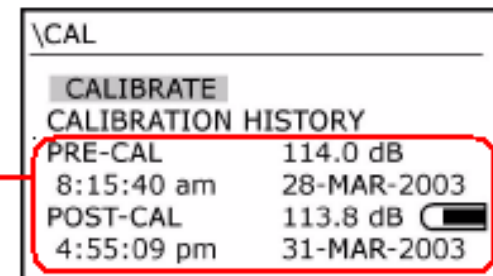 \CAL
CALIBRATE
CALIBRATION HISTORY
PRE-CAL 114.0 dB
8:15:40 am 28-MAR-2003
POST-CAL 113.8 dB
4:55:09 pm 31-MAR-2003